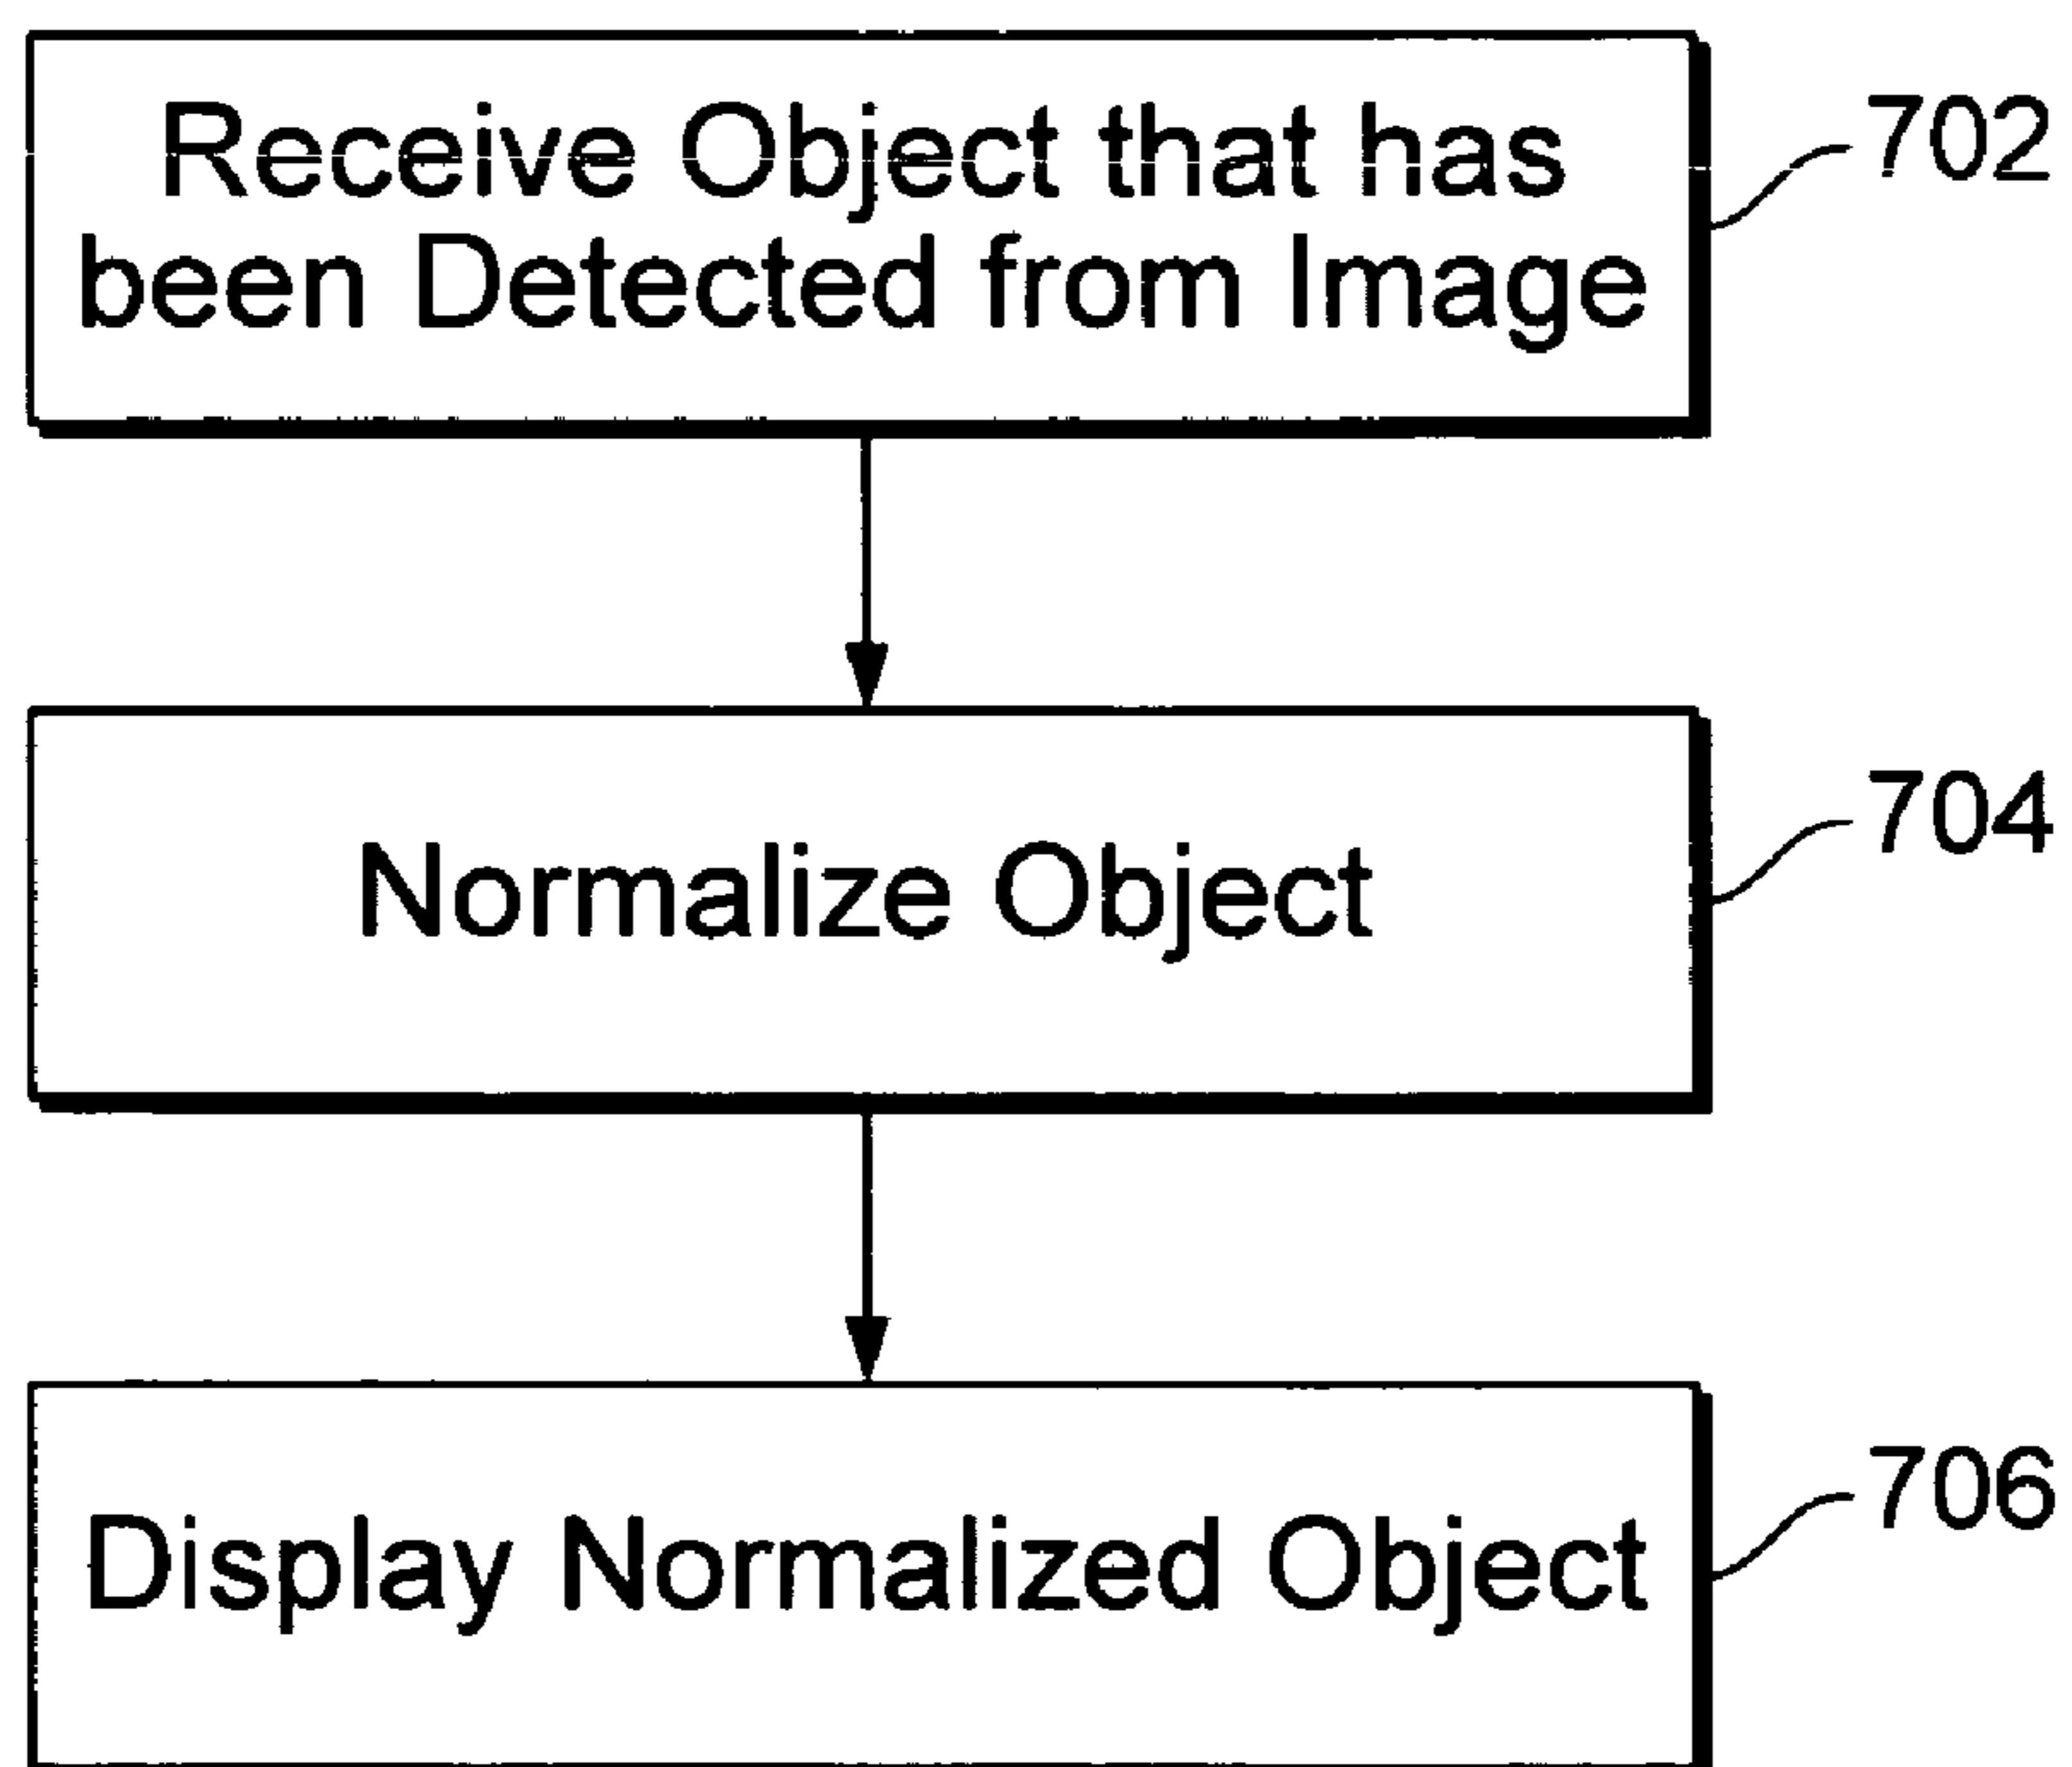 Receive Object that has
been Detected from Image
702
Normalize Object
704
Display Normalized Object
706